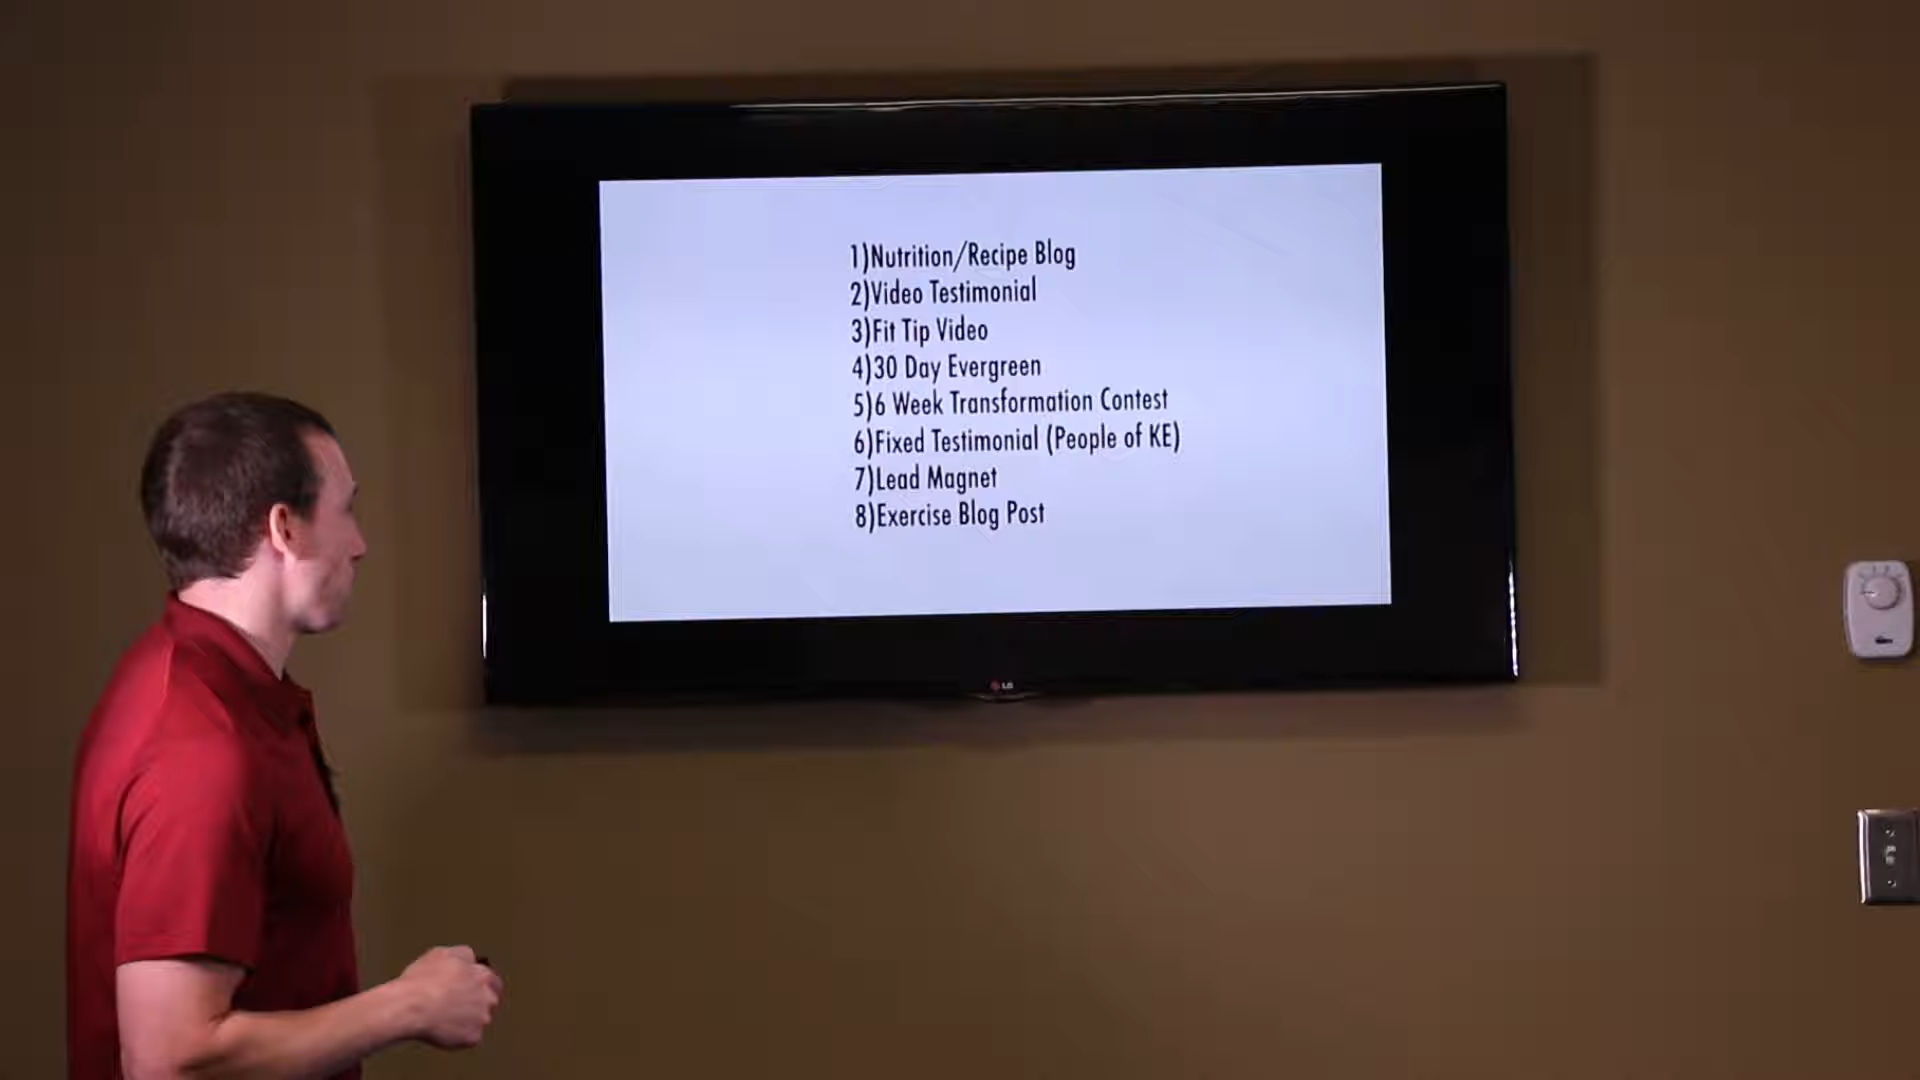 1)Nutrition/Recipe Blog
2)Video Testimonial
3)Fit Tip Video
4)30 Day Evergreen
5)6 Week Transformation Contest
6)Fixed Testimonial (People of KE)
7)Lead Magnet
8)Exercise Blog Post
LG